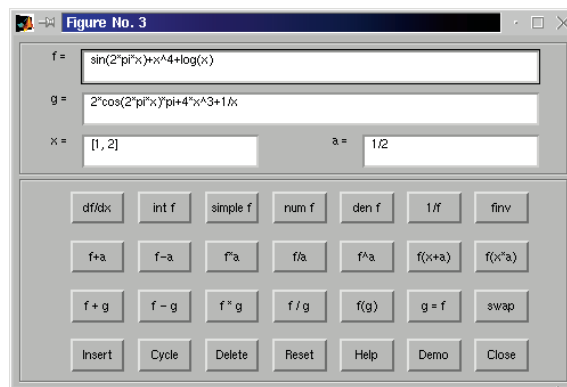 Figure No. 3
f = sin(2*pi*x)+x^4+log(x)
g = 2*cos(2*pi*x)*pi+4*x^3+1/x
x = [1, 2] a = 1/2
df/dx int f simple f num f den f 1/f finv
f+a f-a f*a f/a f^a f(x+a) f(x*a)
f + g f - g f * g f / g f(g) g = f swap
Insert Cycle Delete Reset Help Demo Close